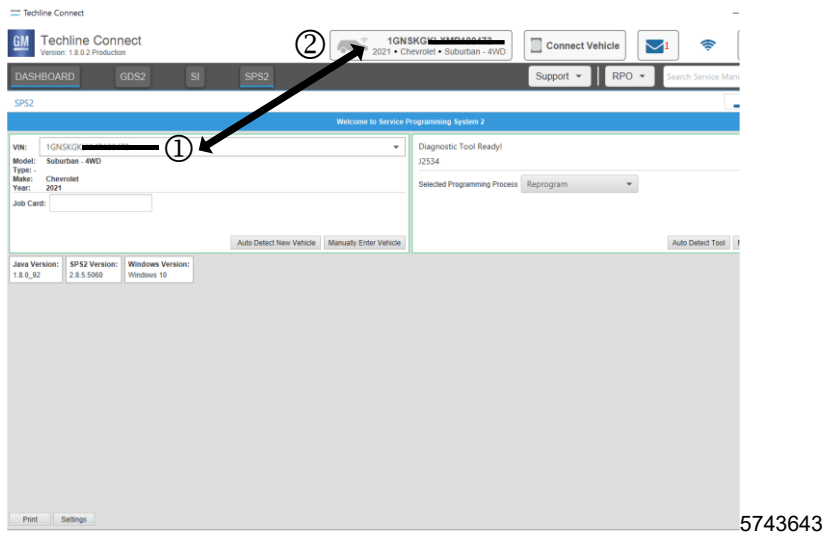 Techline Connect
GM
Techline Connect
Version: 1.8.0.2 Production
②
2021 • Chevrolet • Suburban - 4WD
Connect Vehicle
1
DASHBOARD
GDS2
SI
SPS2
Support
RPO
Search Service Manu
SPS2
Welcome to Service Programming System 2
VIN: 1GNSKGK
①
Model: Suburban - 4WD
Type: -
Make: Chevrolet
Year: 2021
Job Card:
Auto Detect New Vehicle
Manually Enter Vehicle
Diagnostic Tool Ready!
J2534
Selected Programming Process
Reprogram
Auto Detect Tool
Java Version:
1.8.0_92
SPS2 Version:
2.8.5.5060
Windows Version:
Windows 10
Print
Settings
5743643